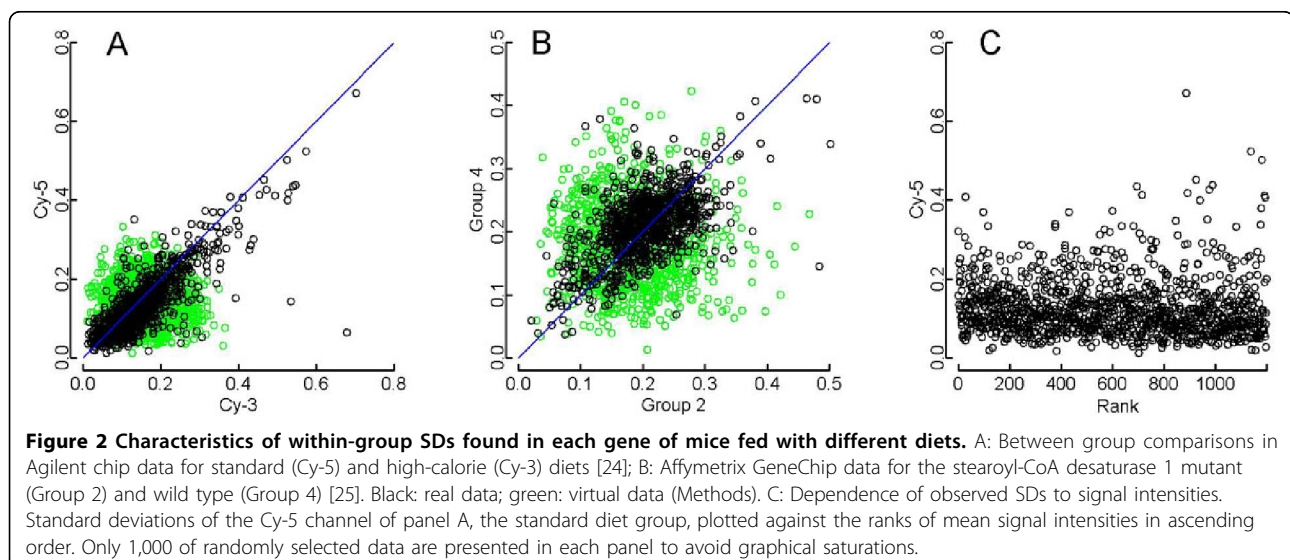 A
B
C
0.8
0.6
0.4
0.2
0.0
Cy-5
0.0 0.2 0.4 0.6 0.8
Cy-3
0.5
0.4
0.3
0.2
0.1
0.0
Group 4
0.0 0.1 0.2 0.3 0.4 0.5
Group 2
0.8
0.6
0.4
0.2
0.0
Cy-5
0 200 400 600 800 1000
Rank
Figure 2 Characteristics of within-group SDs found in each gene of mice fed with different diets. A: Between group comparisons in
Agilent chip data for standard (Cy-5) and high-calorie (Cy-3) diets [24]; B: Affymetrix GeneChip data for the stearoyl-CoA desaturase 1 mutant
(Group 2) and wild type (Group 4) [25]. Black: real data; green: virtual data (Methods). C: Dependence of observed SDs to signal intensities.
Standard deviations of the Cy-5 channel of panel A, the standard diet group, plotted against the ranks of mean signal intensities in ascending
order. Only 1,000 of randomly selected data are presented in each panel to avoid graphical saturations.